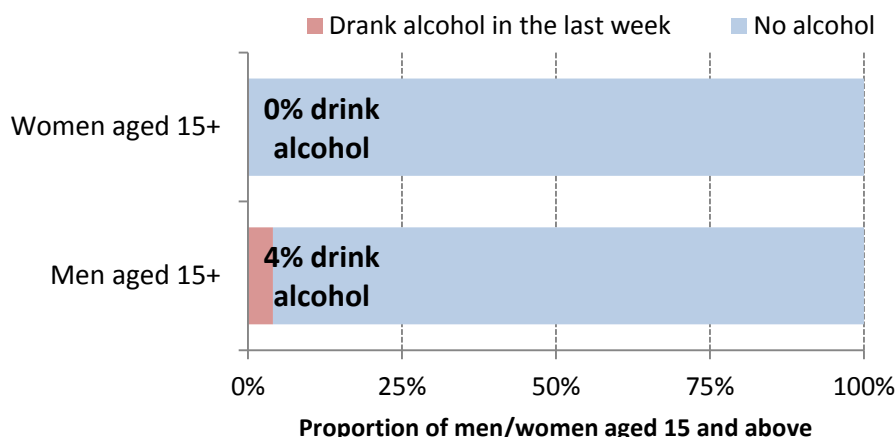 Drank alcohol in the last week No alcohol
Women aged 15+
0% drink
alcohol
Men aged 15+
4% drink
alcohol
0% 25% 50% 75% 100%
Proportion of men/women aged 15 and above